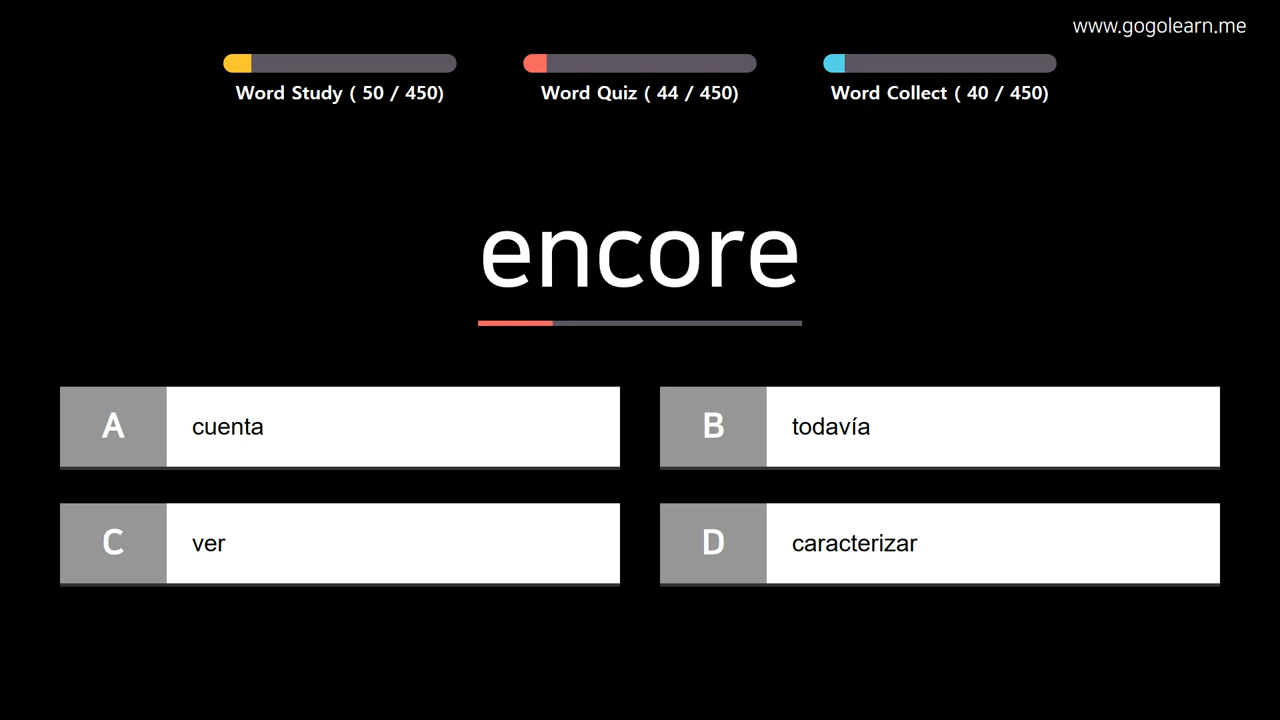 www.gogolearn.me
Word Study ( 50 / 450)
Word Quiz ( 44 / 450)
Word Collect ( 40 / 450)
encore
A cuenta
B todavía
C ver
D caracterizar